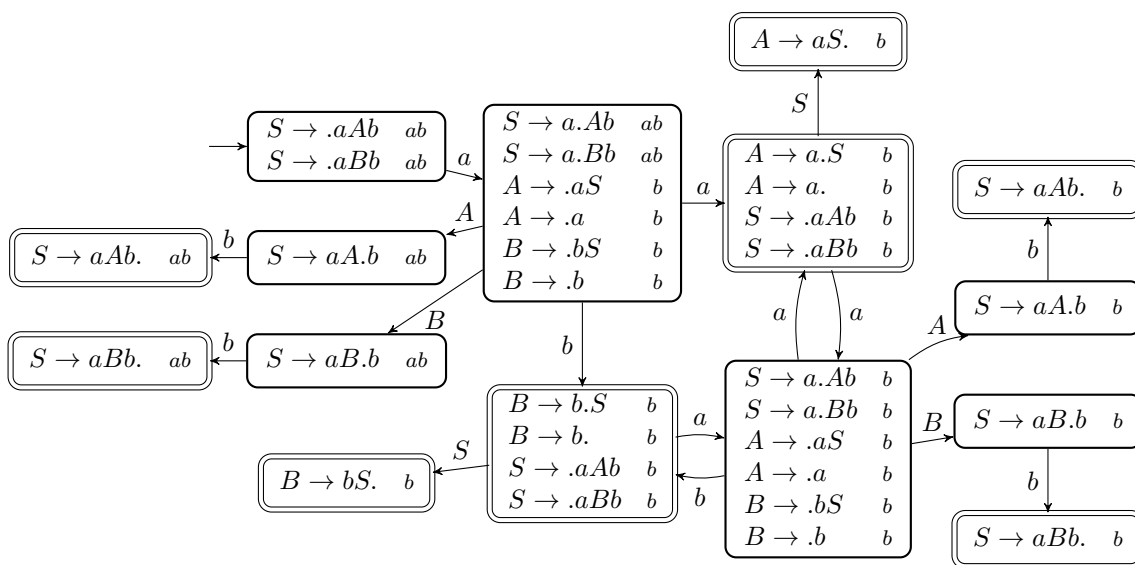 A → aS. b
S
S → .aAb ab
S → .aBb ab
a
S → a.Ab ab
S → a.Bb ab
A → .aS b
A → .a b
B → .bS b
B → .b b
a
A → a.S b
A → a. b
S → .aAb b
S → .aBb b
S → aAb. b
A
S → aAb. ab
b
S → aA.b ab
b
B
a
a
A
S → aA.b b
S → aBb. ab
b
S → aB.b ab
b
B → b.S b
B → b. b
S → .aAb b
S → .aBb b
a
b
S → a.Ab b
S → a.Bb b
A → .aS b
A → .a b
B → .bS b
B → .b b
B
S → aB.b b
S
B → bS. b
b
S → aBb. b